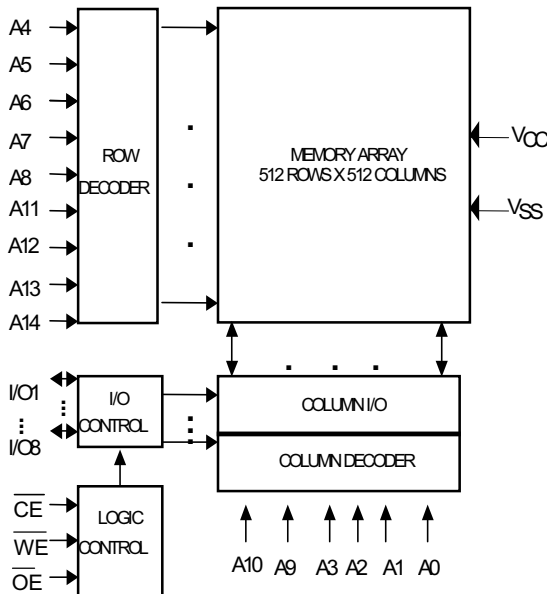 A4
A5
A6
A7
A8
A11
A12
A13
A14
ROW
DECODER
MEMORY ARRAY
512 ROWS X 512 COLUMNS
VCC
VSS
I/O1
I/O8
I/O
CONTROL
COLUMN I/O
COLUMN DECODER
CE
WE
OE
LOGIC
CONTROL
A10 A9 A3 A2 A1 A0